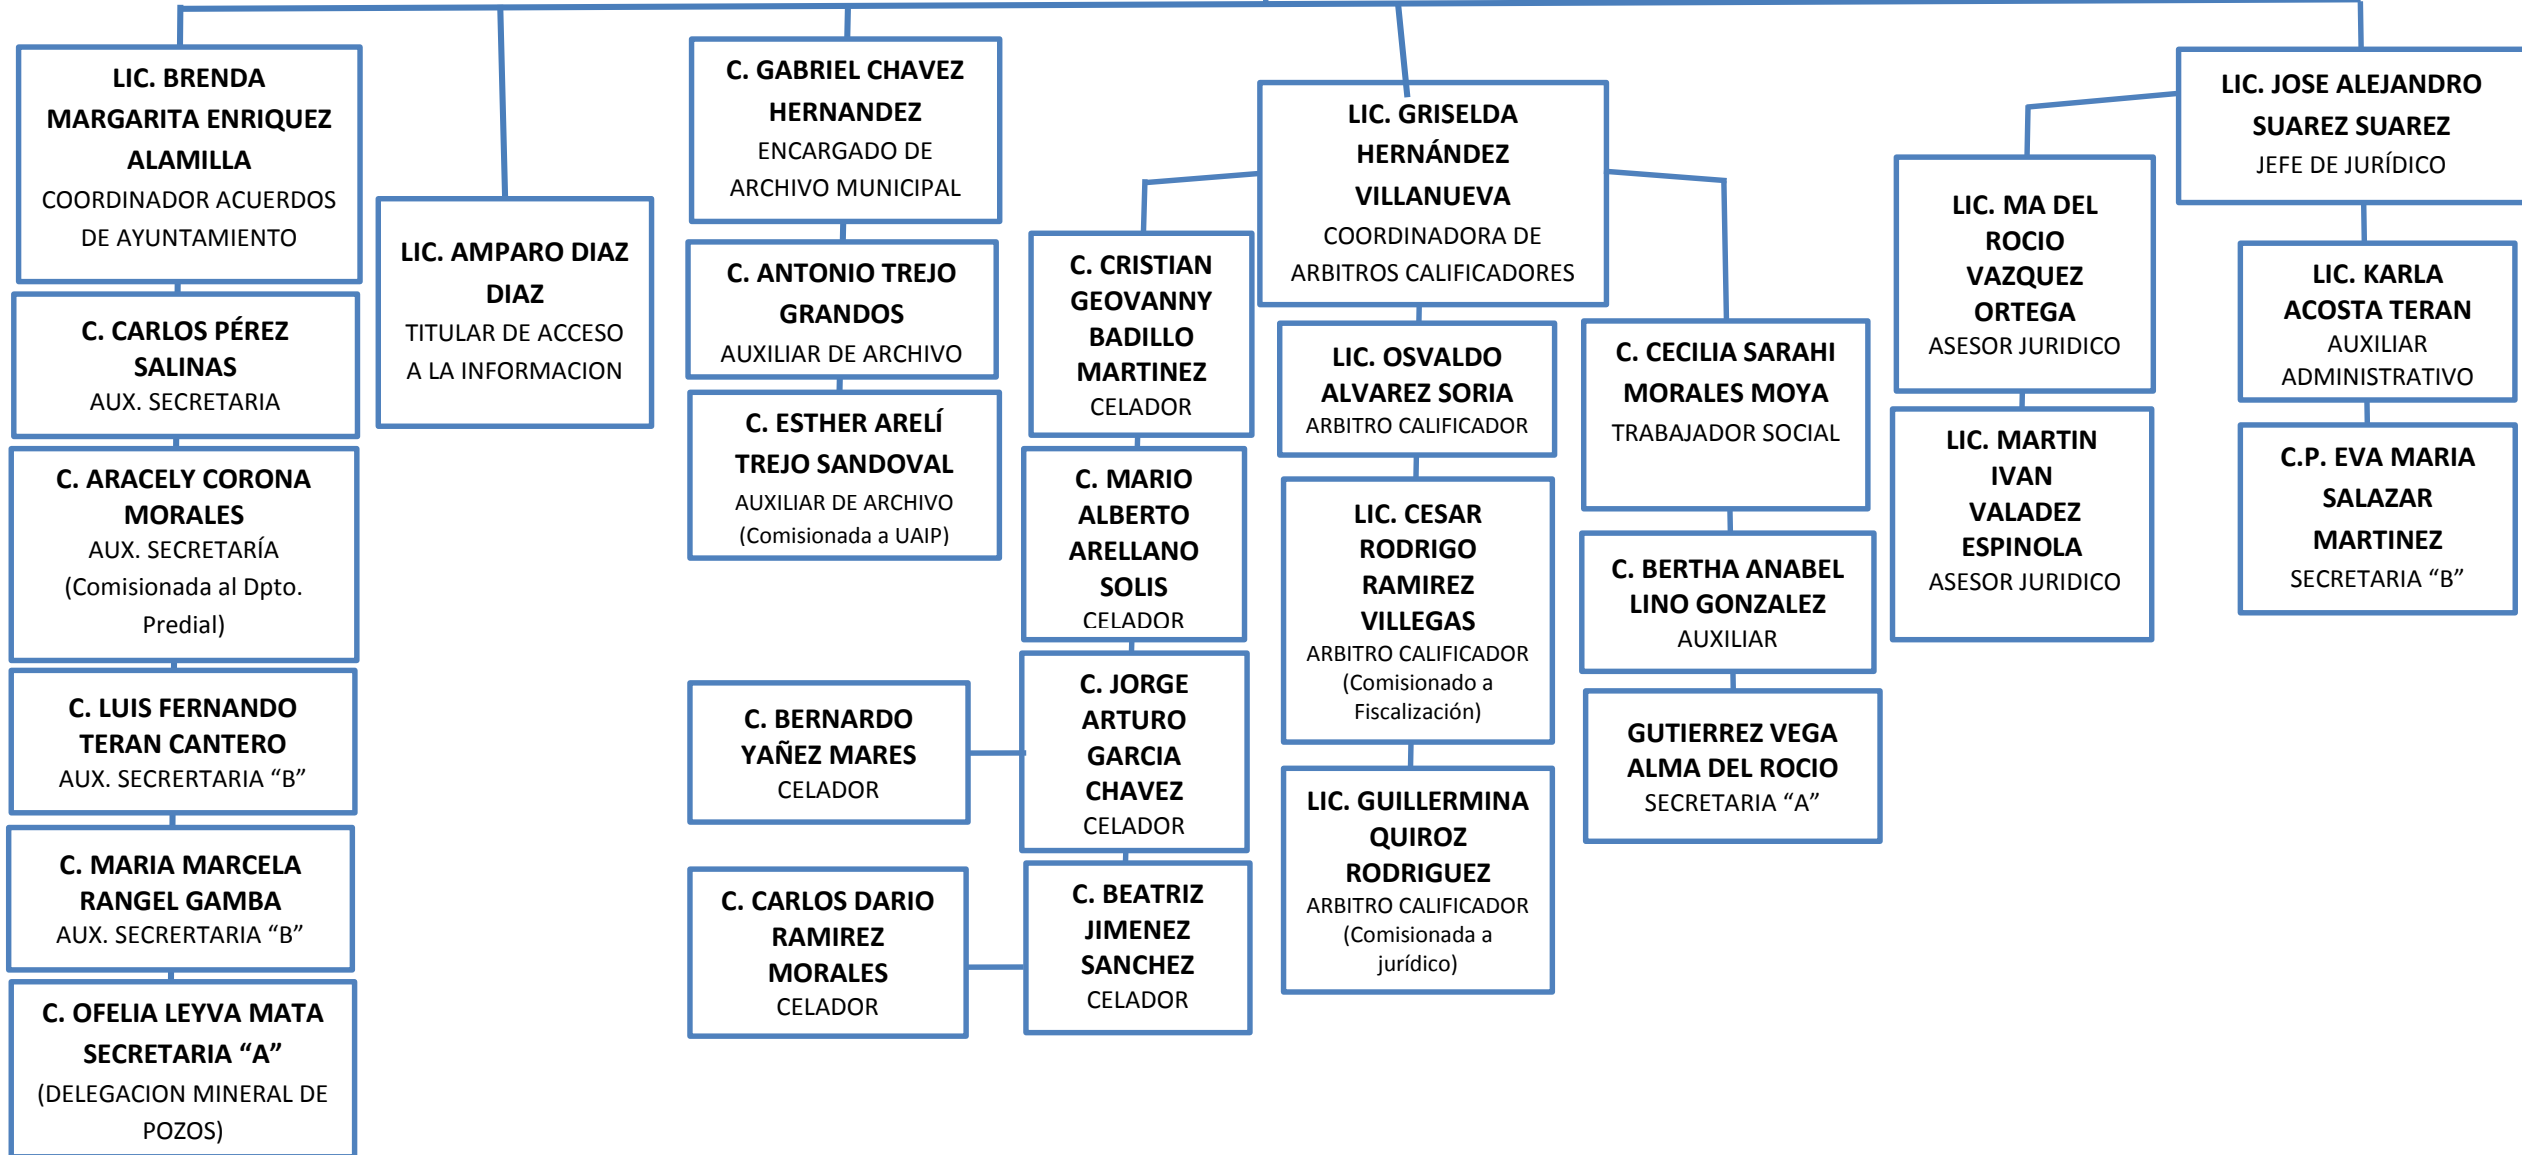 LIC. BRENDA
MARGARITA ENRIQUEZ
ALAMILLA
COORDINADOR ACUERDOS
DE AYUNTAMIENTO
C. CARLOS PÉREZ
SALINAS
AUX. SECRETARIA
C. ARACELY CORONA
MORALES
AUX. SECRETARÍA
(Comisionada al Dpto.
Predial)
C. LUIS FERNANDO
TERAN CANTERO
AUX. SECRERTARIA “B”
C. MARIA MARCELA
RANGEL GAMBA
AUX. SECRERTARIA “B”
C. OFELIA LEYVA MATA
SECRETARIA “A”
(DELEGACION MINERAL DE
POZOS)
LIC. AMPARO DIAZ
DIAZ
TITULAR DE ACCESO
A LA INFORMACION
C. GABRIEL CHAVEZ
HERNANDEZ
ENCARGADO DE
ARCHIVO MUNICIPAL
C. ANTONIO TREJO
GRANDOS
AUXILIAR DE ARCHIVO
C. ESTHER ARELÍ
TREJO SANDOVAL
AUXILIAR DE ARCHIVO
(Comisionada a UAIP)
LIC. GRISELDA
HERNÁNDEZ
VILLANUEVA
COORDINADORA DE
ARBITROS CALIFICADORES
C. CRISTIAN
GEOVANNY
BADILLO
MARTINEZ
CELADOR
C. MARIO
ALBERTO
ARELLANO
SOLIS
CELADOR
C. JORGE
ARTURO
GARCIA
CHAVEZ
CELADOR
C. BERNARDO
YAÑEZ MARES
CELADOR
C. BEATRIZ
JIMENEZ
SANCHEZ
CELADOR
C. CARLOS DARIO
RAMIREZ
MORALES
CELADOR
LIC. OSVALDO
ALVAREZ SORIA
ARBITRO CALIFICADOR
LIC. CESAR
RODRIGO
RAMIREZ
VILLEGAS
ARBITRO CALIFICADOR
(Comisionado a
Fiscalización)
LIC. GUILLERMINA
QUIROZ
RODRIGUEZ
ARBITRO CALIFICADOR
(Comisionada a
jurídico)
C. CECILIA SARAHI
MORALES MOYA
TRABAJADOR SOCIAL
C. BERTHA ANABEL
LINO GONZALEZ
AUXILIAR
GUTIERREZ VEGA
ALMA DEL ROCIO
SECRETARIA “A”
LIC. JOSE ALEJANDRO
SUAREZ SUAREZ
JEFE DE JURÍDICO
LIC. MA DEL
ROCIO
VAZQUEZ
ORTEGA
ASESOR JURIDICO
LIC. MARTIN
IVAN
VALADEZ
ESPINOLA
ASESOR JURIDICO
LIC. KARLA
ACOSTA TERAN
AUXILIAR
ADMINISTRATIVO
C.P. EVA MARIA
SALAZAR
MARTINEZ
SECRETARIA “B”